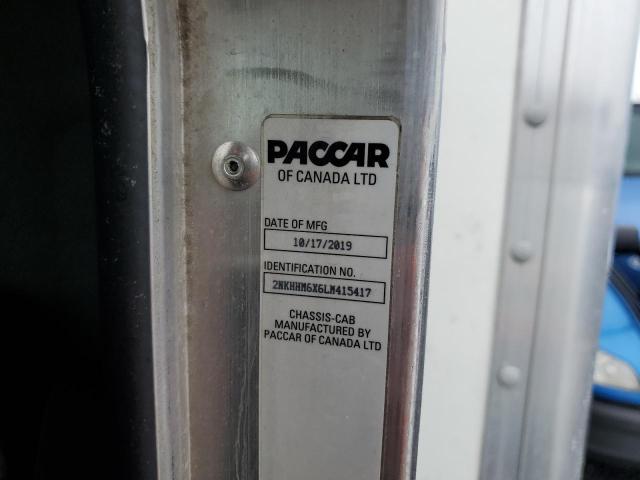 PACCAR
OF CANADA LTD
DATE OF MFG
10/17/2019
IDENTIFICATION NO.
2NKHHM6X6LM415417
CHASSIS-CAB
MANUFACTURED BY
PACCAR OF CANADA LTD